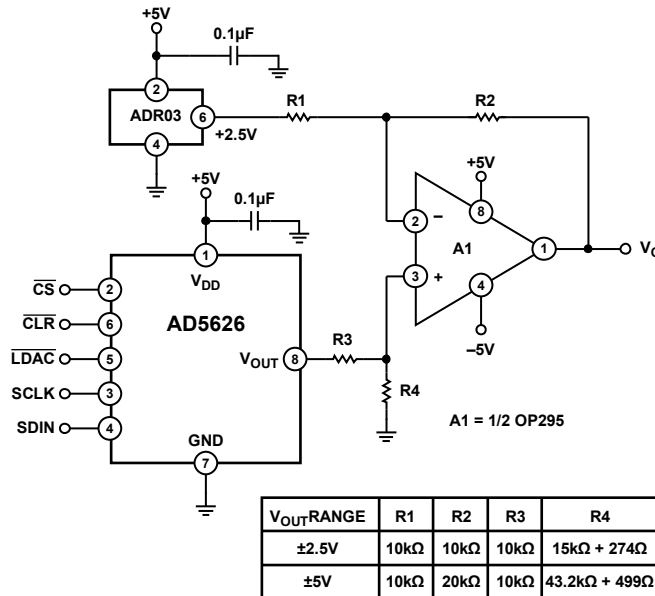 +5V
0.1µF
2
ADR03
6
+2.5V
4
R1
R2
+5V
0.1µF
+5V
8
2
–
A1
1
V
3
+
4
–5V
1
V_DD
CS
2
CLR
6
AD5626
LDAC
5
V_OUT
8
R3
SCLK
3
R4
SDIN
4
A1 = 1/2 OP295
GND
7
V_OUT RANGE R1 R2 R3 R4
±2.5V 10kΩ 10kΩ 10kΩ 15kΩ + 274Ω
±5V 10kΩ 20kΩ 10kΩ 43.2kΩ + 499Ω